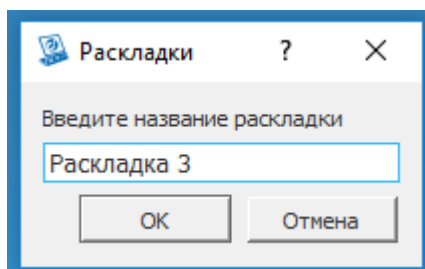 Раскладки ?
Введите название раскладки
Раскладка 3
OK Отмена